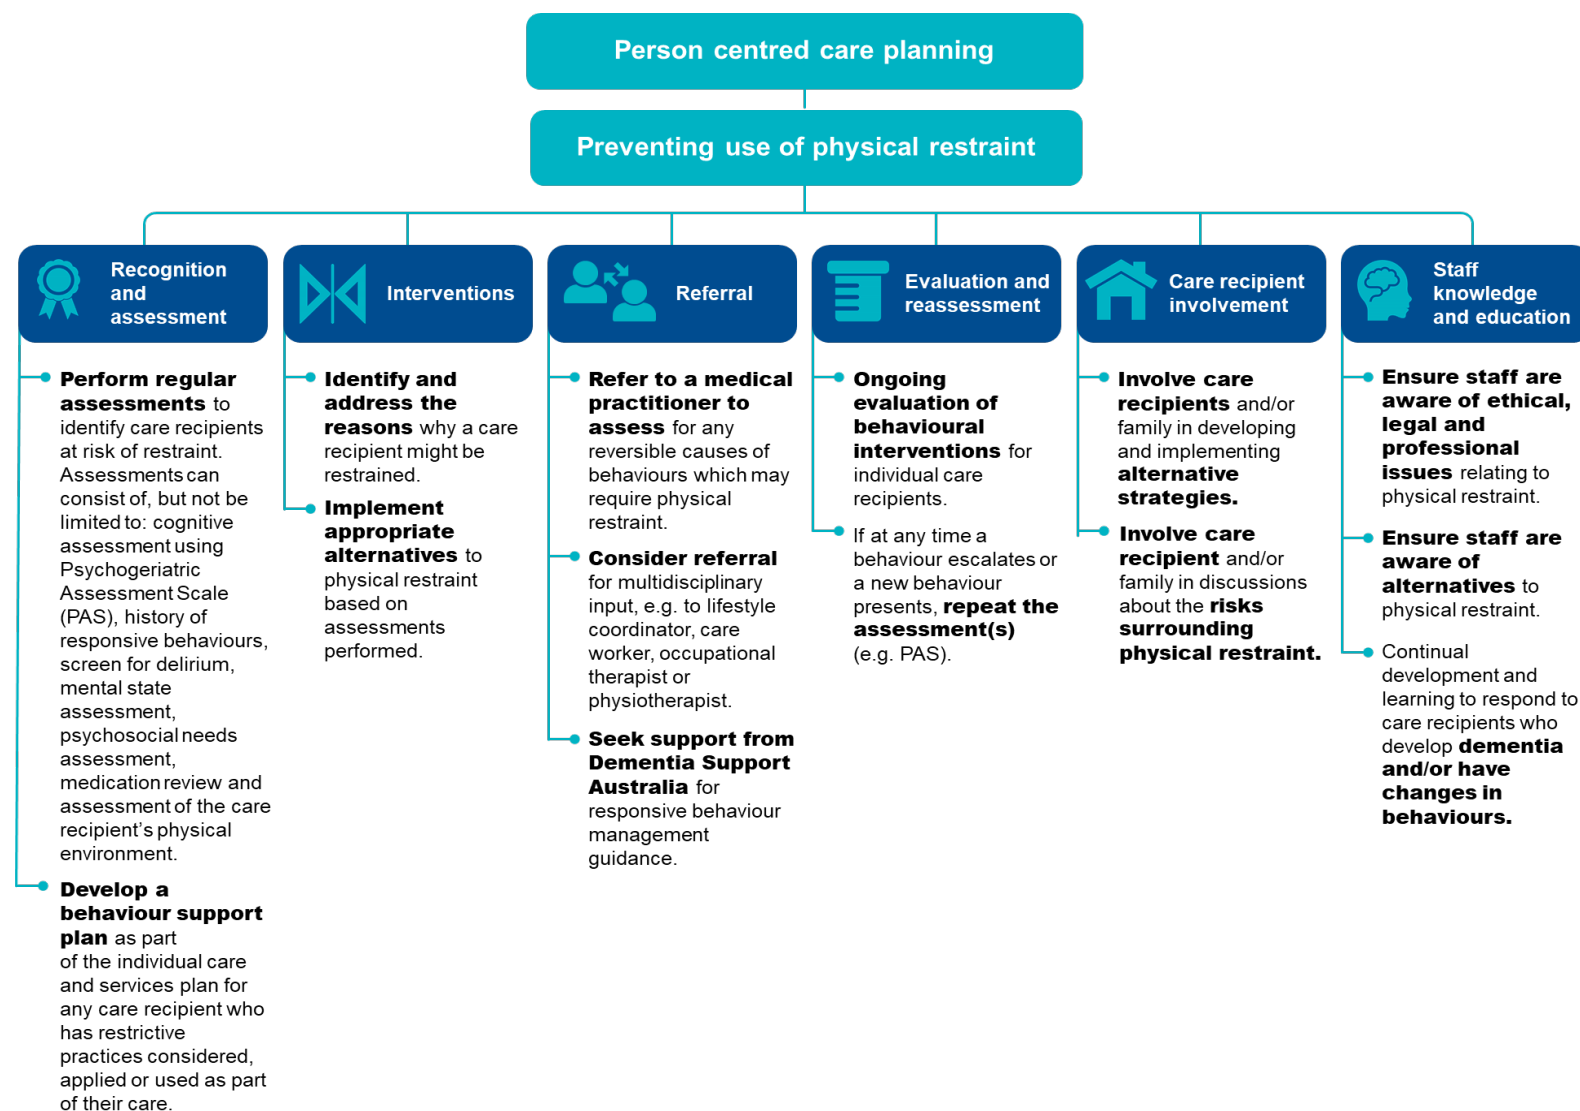 Person centred care planning
Preventing use of physical restraint
Recognition
and
assessment
Perform regular
assessments to
identify care recipients
at risk of restraint.
Assessments can
consist of, but not be
limited to: cognitive
assessment using
Psychogeriatric
Assessment Scale
(PAS), history of
responsive behaviours,
screen for delirium,
mental state
assessment,
psychosocial needs
assessment,
medication review and
assessment of the care
recipient's physical
environment.
Develop a
behaviour support
plan as part
of the individual care
and services plan for
any care recipient who
has restrictive
practices considered,
applied or used as part
of their care.
Interventions
Identify and
address the
reasons why a care
recipient might be
restrained.
Implement
appropriate
alternatives to
physical restraint
based on
assessments
performed.
Referral
Refer to a medical
practitioner to
assess for any
reversible causes of
behaviours which may
require physical
restraint.
Consider referral
for multidisciplinary
input, e.g. to lifestyle
coordinator, care
worker, occupational
therapist or
physiotherapist.
Seek support from
Dementia Support
Australia for
responsive behaviour
management
guidance.
Evaluation and
reassessment
Ongoing
evaluation of
behavioural
interventions for
individual care
recipients.
If at any time a
behaviour escalates or
a new behaviour
presents, repeat the
assessment(s)
(e.g. PAS).
Care recipient
involvement
Involve care
recipients and/or
family in developing
and implementing
alternative
strategies.
Involve care
recipient and/or
family in discussions
about the risks
surrounding
physical restraint.
Staff
knowledge
and education
Ensure staff are
aware of ethical,
legal and
professional
issues relating to
physical restraint.
Ensure staff are
aware of
alternatives to
physical restraint.
Continual
development and
learning to respond to
care recipients who
develop dementia
and/or have
changes in
behaviours.